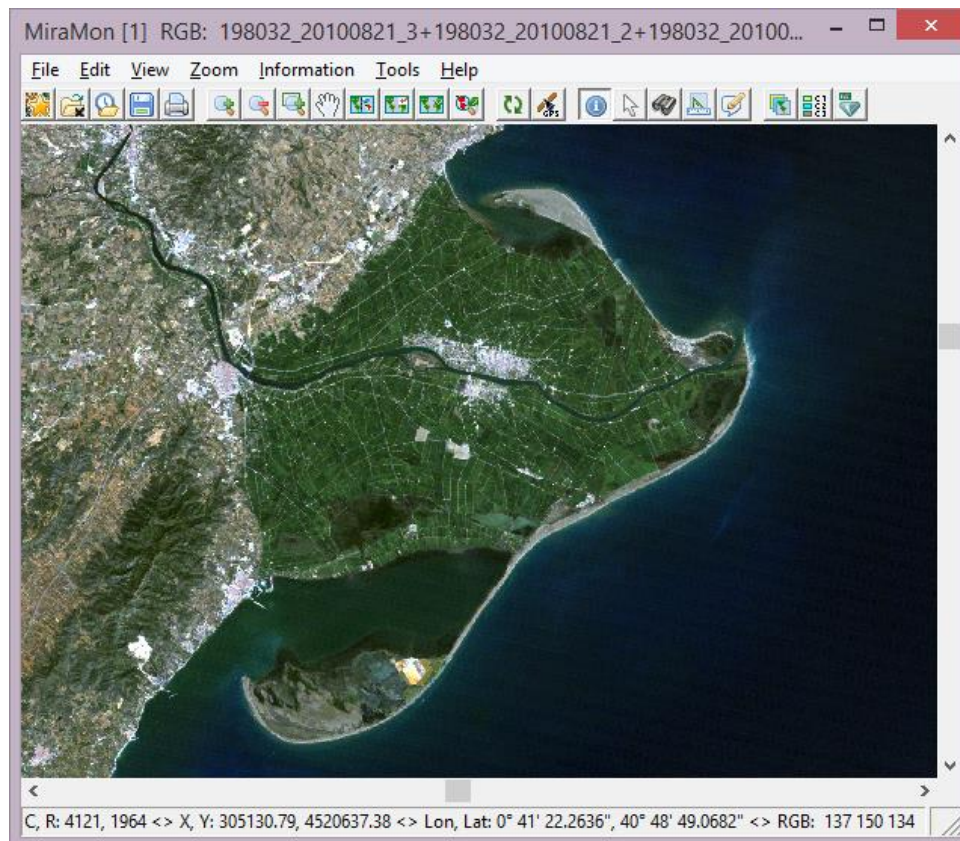 MiraMon [1] RGB: 198032_20100821_3+198032_20100821_2+198032_20100...
File Edit View Zoom Information Tools Help
GPS
C, R: 4121, 1964 <> X, Y: 305130.79, 4520637.38 <> Lon, Lat: 0° 41' 22.2636", 40° 48' 49.0682" <> RGB: 137 150 134